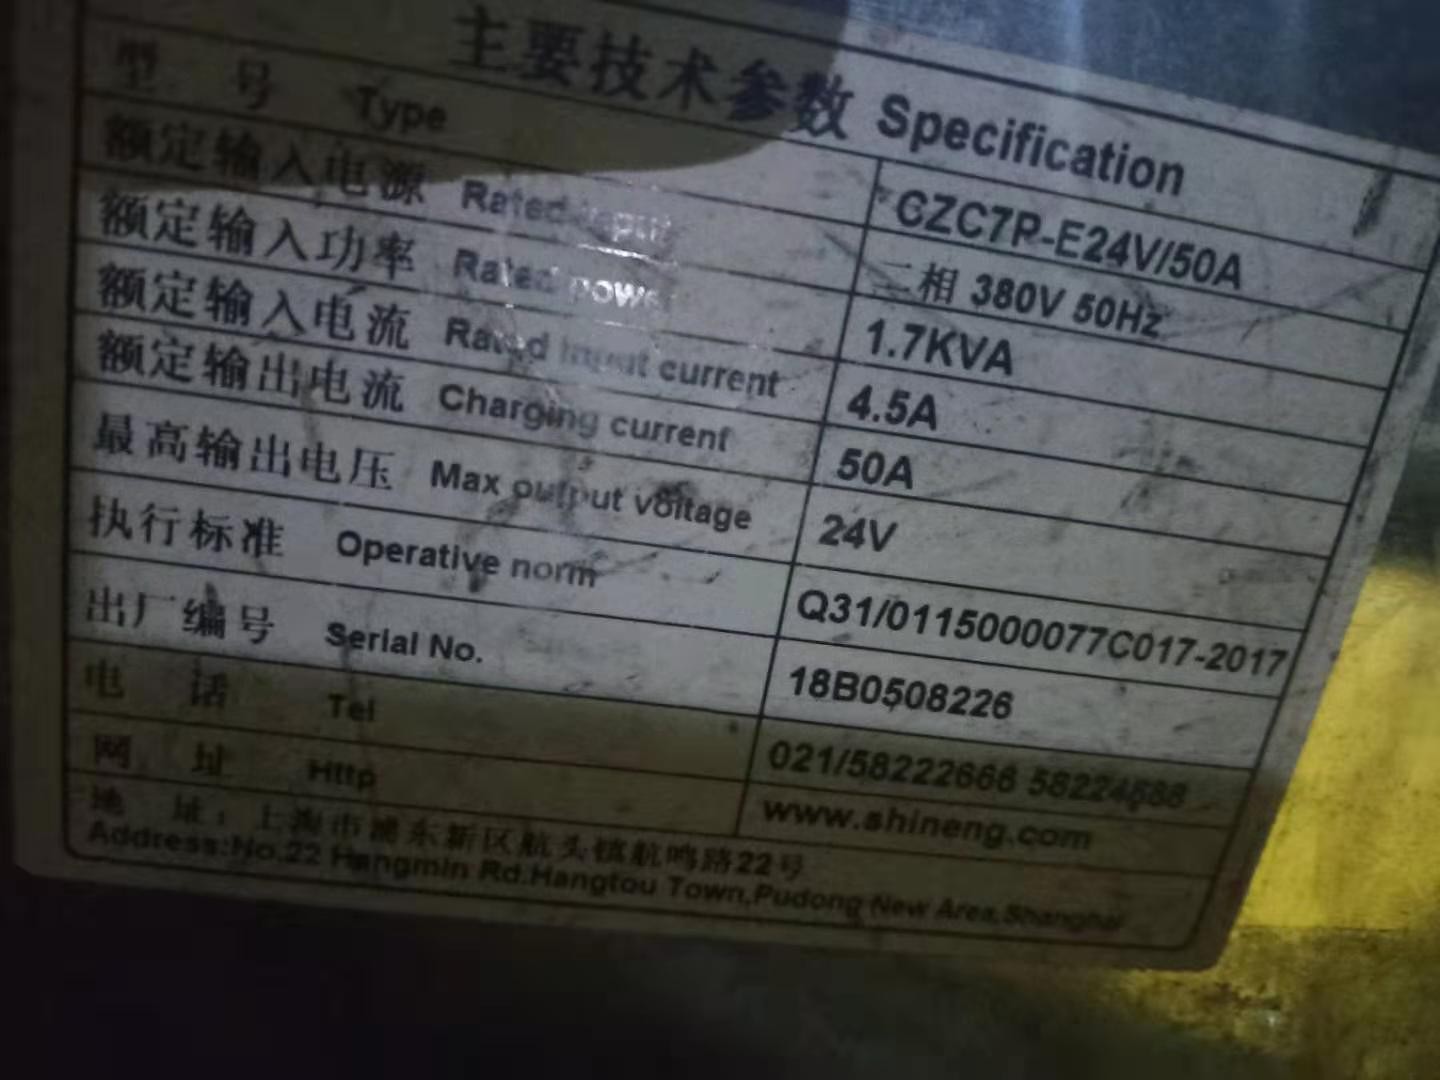 主要技术参数 Specification
型 号 Type CZC7P-E24V/50A
额定输入电源 Rated input 二相 380V 50Hz
额定输入功率 Rated power 1.7KVA
额定输入电流 Rated input current 4.5A
额定输出电流 Charging current 50A
最高输出电压 Max output voltage 24V
执行标准 Operative norm Q31/0115000077C017-2017
出厂编号 Serial No. 18B0508226
电 话 Tel 021/58222666 58224688
网 址 Http www.shineng.com
地 址：上海市浦东新区航头镇航鸣路22号
Address:No.22 Hangmin Rd.Hangtou Town,Pudong New Area,Shanghai